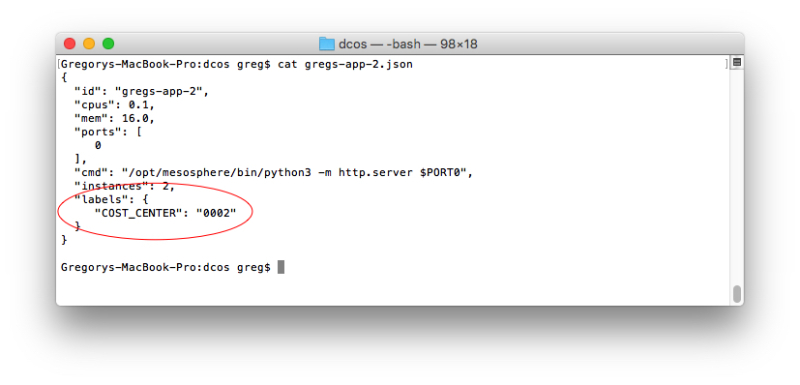 dcos — -bash — 98×18
[Gregorys-MacBook-Pro:dcos greg$ cat gregs-app-2.json ]
{
  "id": "gregs-app-2",
  "cpus": 0.1,
  "mem": 16.0,
  "ports": [
     0
  ],
  "cmd": "/opt/mesosphere/bin/python3 -m http.server $PORT0",
  "instances": 2,
  "labels": {
     "COST_CENTER": "0002"
  }
}
Gregorys-MacBook-Pro:dcos greg$